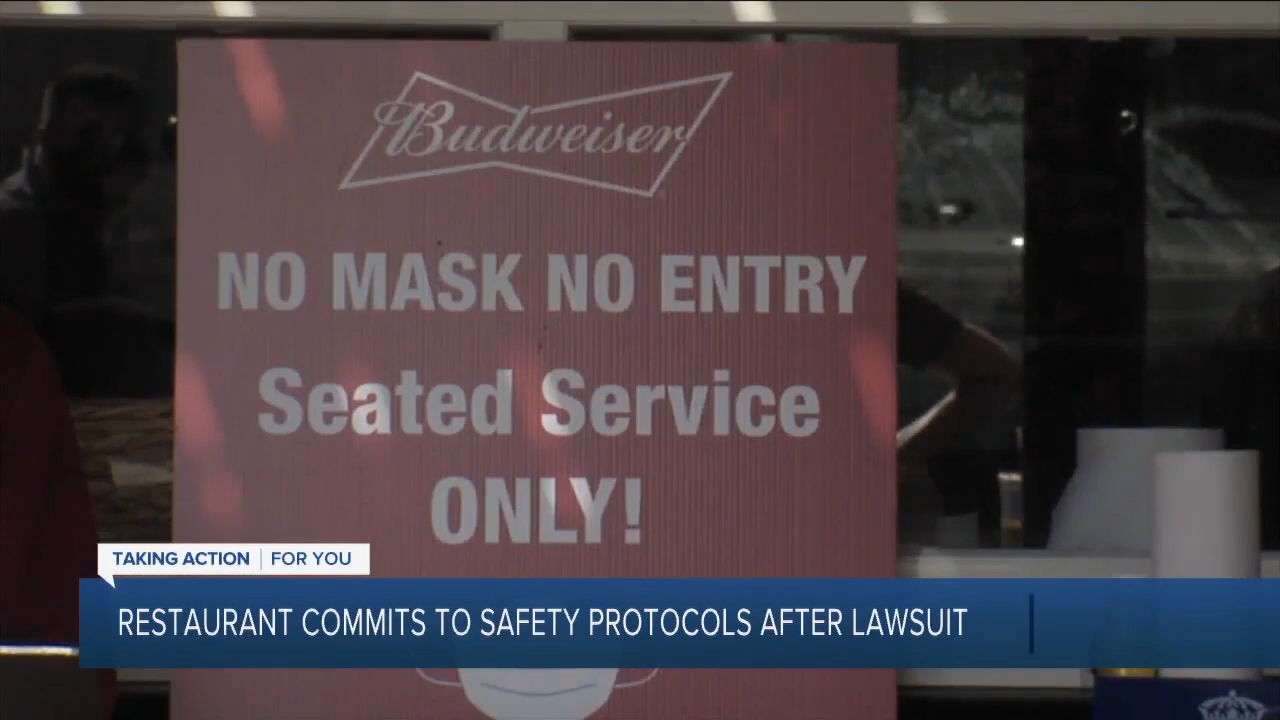 Budweiser
NO MASK NO ENTRY
Seated Service
ONLY!
TAKING ACTION FOR YOU
RESTAURANT COMMITS TO SAFETY PROTOCOLS AFTER LAWSUIT